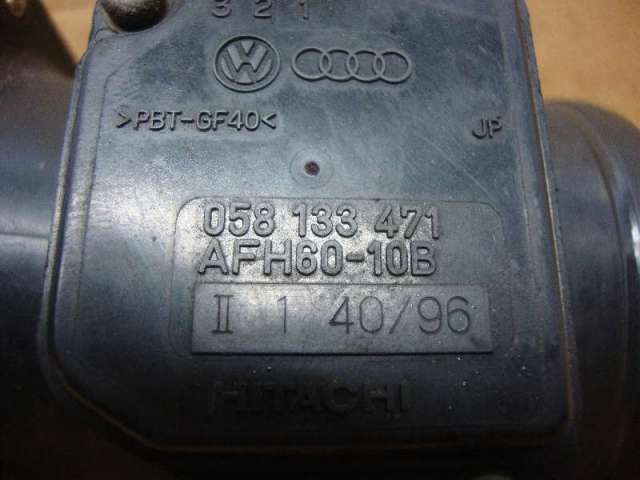 3 2 1
>PBT-GF40<
JP
058 133 471
AFH60-10B
II 1 40/96
HITACHI